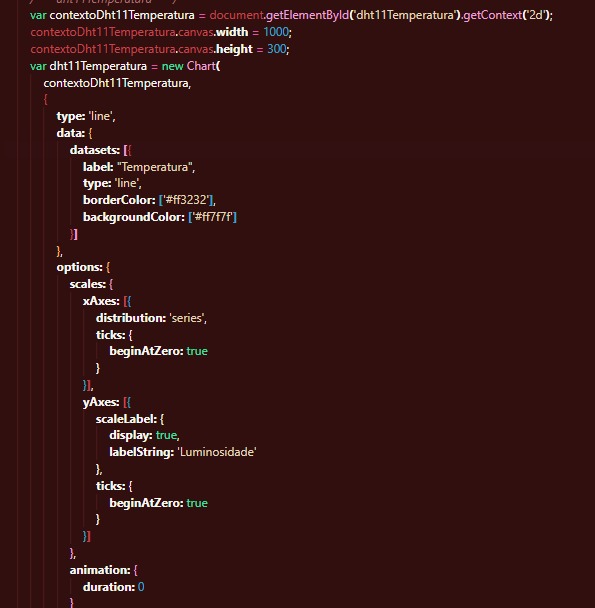 var contextoDht11Temperatura = document.getElementById('dht11Temperatura').getContext('2d');
contextoDht11Temperatura.canvas.width = 1000;
contextoDht11Temperatura.canvas.height = 300;
var dht11Temperatura = new Chart(
contextoDht11Temperatura,
{
type: 'line',
data: {
datasets: [{
label: "Temperatura",
type: 'line',
borderColor: ['#ff3232'],
backgroundColor: ['#ff7f7f']
}]
},
options: {
scales: {
xAxes: [{
distribution: 'series',
ticks: {
beginAtZero: true
}
}],
yAxes: [{
scaleLabel: {
display: true,
labelString: 'Luminosidade'
},
ticks: {
beginAtZero: true
}
}]
},
animation: {
duration: 0
}